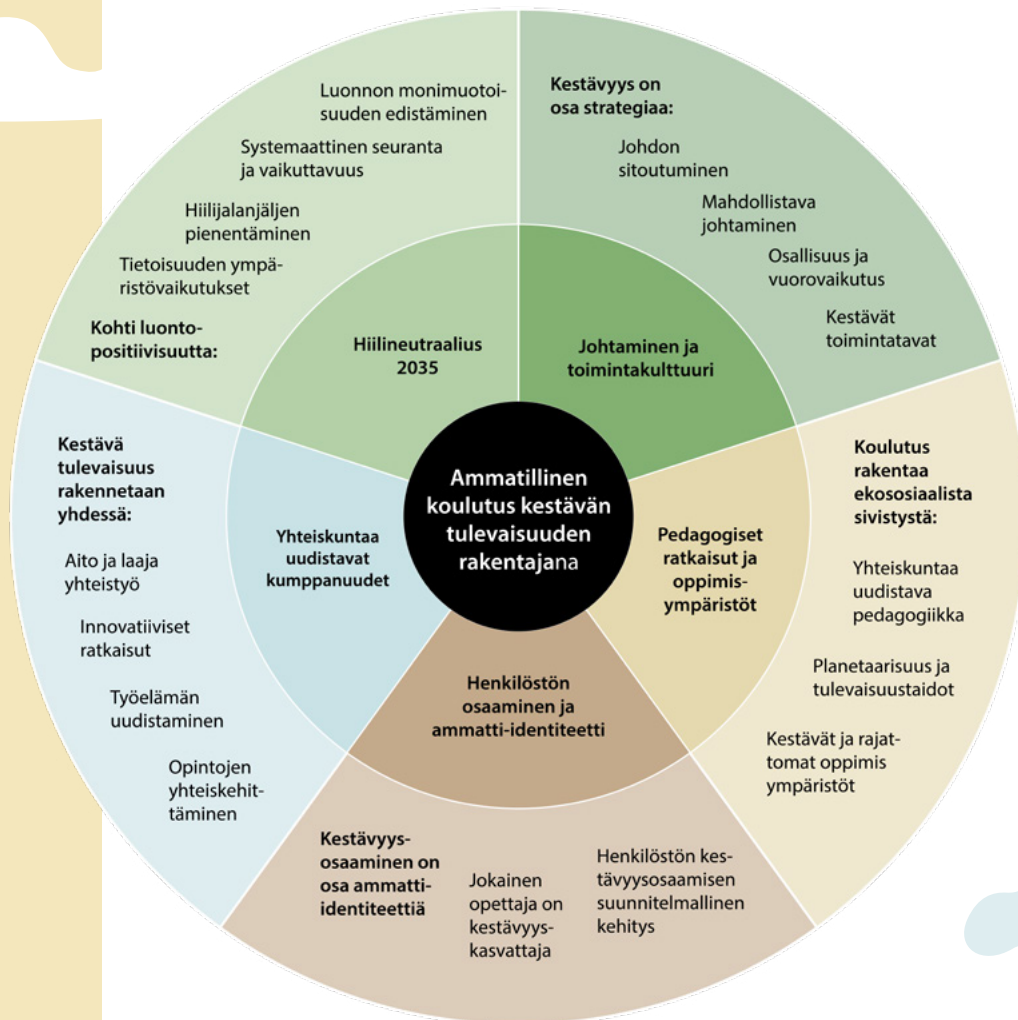 Luonnon monimuotoi-
suuden edistäminen
Systemaattinen seuranta
ja vaikuttavuus
Hiilijalanjäljen
pienentäminen
Tietoisuuden ympä-
ristövaikutukset
Kohti luonto-
positiivisuutta:
Kestävyys on
osa strategiaa:
Johdon
sitoutuminen
Mahdollistava
johtaminen
Osallisuus ja
vuorovaikutus
Kestävät
toimintatavat
Hiilineutraalius
2035
Johtaminen ja
toimintakulttuuri
Kestävä
tulevaisuus
rakennetaan
yhdessä:
Aito ja laaja
yhteistyö
Innovatiiviset
ratkaisut
Työelämän
uudistaminen
Opintojen
yhteiskehit-
täminen
Yhteiskuntaa
uudistavat
kumppanuudet
Ammatillinen
koulutus kestävän
tulevaisuuden
rakentajana
Pedagogiset
ratkaisut ja
oppimis-
ympäristöt
Koulutus
rakentaa
ekososiaalista
sivistystä:
Yhteiskuntaa
uudistava
pedagogiikka
Planetaarisuus ja
tulevaisuustaidot
Kestävät ja rajat-
tomat oppimis
ympäristöt
Henkilöstön
osaaminen ja
ammatti-identiteetti
Kestävyys-
osaaminen on
osa ammatti-
identiteettiä
Jokainen
opettaja on
kestävyys-
kasvattaja
Henkilöstön kes-
tävyysosaamisen
suunnitelmallinen
kehitys